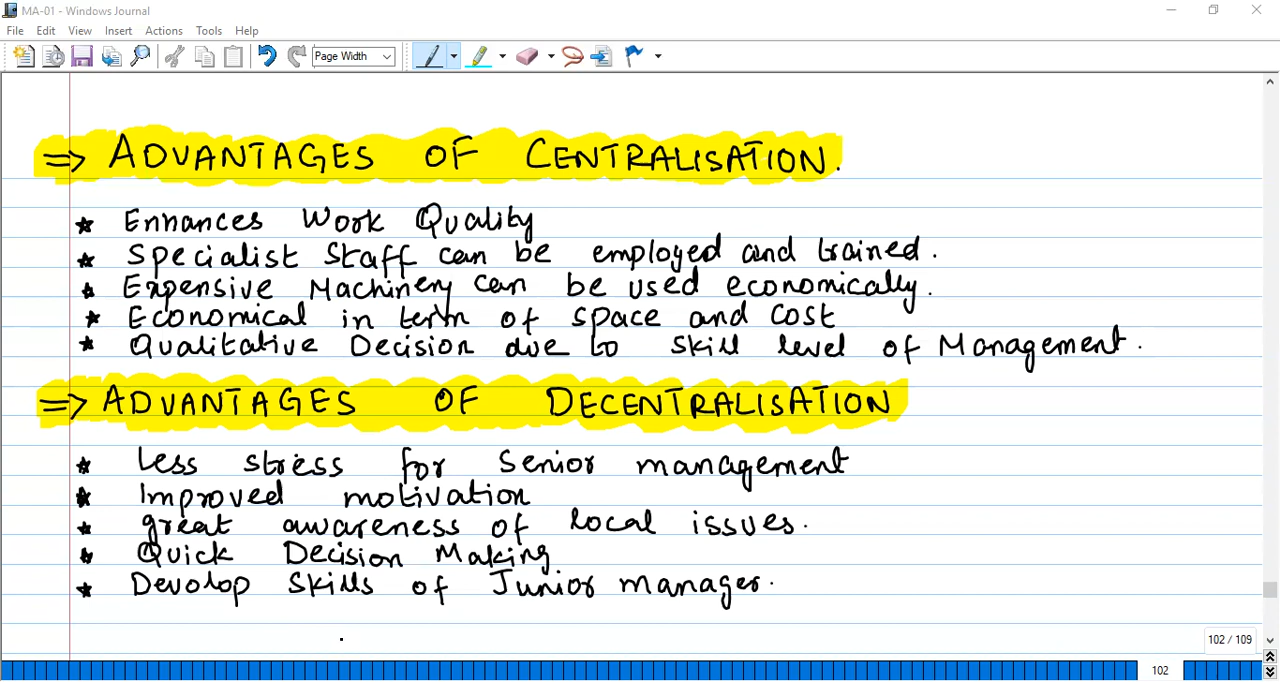 MA-01 - Windows Journal
File Edit View Insert Actions Tools Help
Page Width
⇒ ADVANTAGES OF CENTRALISATION.
★ Enhances Work Quality
★ Specialist Staff can be employed and trained.
★ Expensive Machinery can be used economically.
★ Economical in term of space and Cost
★ Qualitative Decision due to skill level of Management.
⇒ ADVANTAGES OF DECENTRALISATION
★ less stress for Senior management
★ Improved motivation
★ great awareness of local issues.
★ Quick Decision Making
★ Develop skills of Junior manager.
102 / 109
102